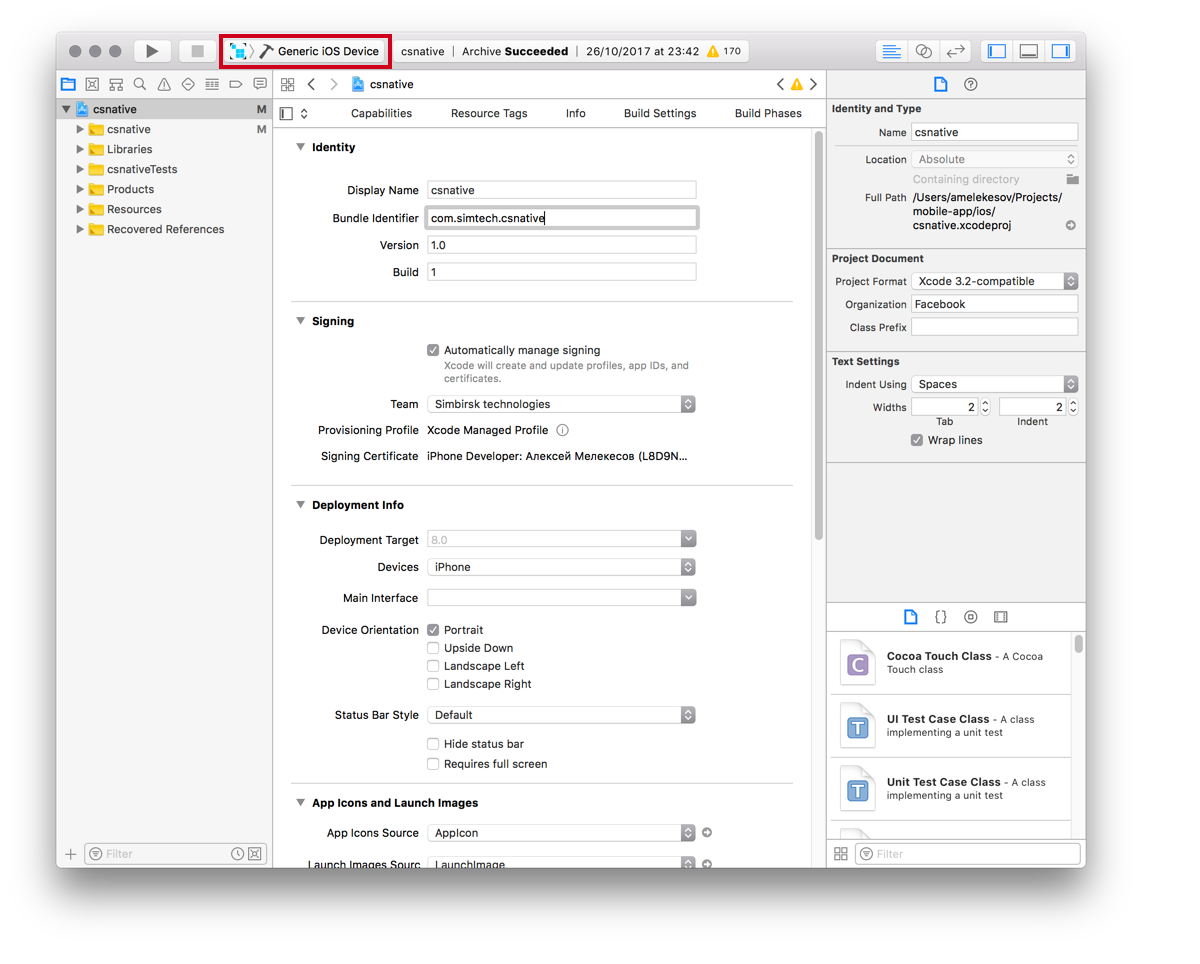 Generic iOS Device
csnative | Archive Succeeded | 26/10/2017 at 23:42 170
csnative M
csnative M
Libraries
csnativeTests
Products
Resources
Recovered References
Filter
csnative
Capabilities Resource Tags Info Build Settings Build Phases
Identity
Display Name csnative
Bundle Identifier com.simtech.csnative
Version 1.0
Build 1
Signing
Automatically manage signing
Xcode will create and update profiles, app IDs, and
certificates.
Team Simbirsk technologies
Provisioning Profile Xcode Managed Profile
Signing Certificate iPhone Developer: Алексей Мелекесов (L8D9N...
Deployment Info
Deployment Target 8.0
Devices iPhone
Main Interface
Device Orientation Portrait
Upside Down
Landscape Left
Landscape Right
Status Bar Style Default
Hide status bar
Requires full screen
App Icons and Launch Images
App Icons Source AppIcon
Launch Images Sourc LaunchImage
Identity and Type
Name csnative
Location Absolute
Containing directory
Full Path /Users/amelekesov/Projects/
mobile-app/ios/
csnative.xcodeproj
Project Document
Project Format Xcode 3.2-compatible
Organization Facebook
Class Prefix
Text Settings
Indent Using Spaces
Widths 2 2
Tab Indent
Wrap lines
{}
C
Cocoa Touch Class - A Cocoa
Touch class
T
UI Test Case Class - A class
implementing a unit test
T
Unit Test Case Class - A class
implementing a unit test
Filter